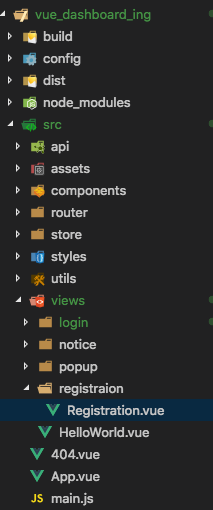 vue_dashboard_ing
build
config
dist
node_modules
src
api
assets
components
router
store
styles
utils
views
login
notice
popup
registraion
Registration.vue
HelloWorld.vue
404.vue
App.vue
JS main.js